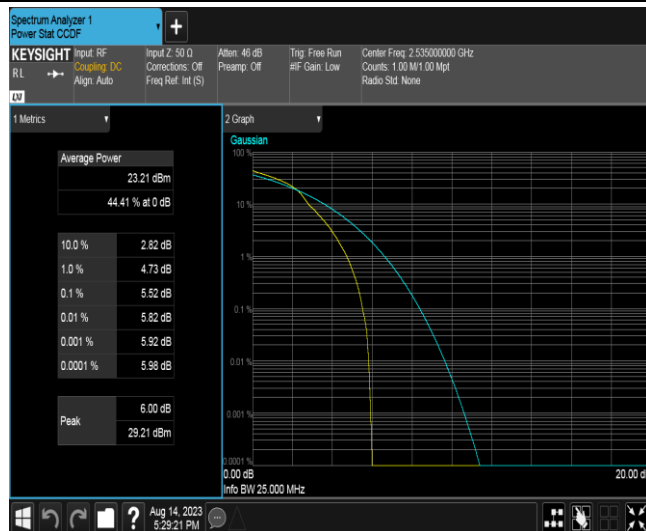 Spectrum Analyzer 1
Power Stat CCDF
+
KEYSIGHT
RL
LXI
Input: RF
Coupling: DC
Align: Auto
Input Z: 50 Ω
Corrections: Off
Freq Ref: Int (S)
Atten: 46 dB
Preamp: Off
Trig: Free Run
#IF Gain: Low
Center Freq: 2.535000000 GHz
Counts: 1.00 M/1.00 Mpt
Radio Std: None
1 Metrics
Average Power
23.21 dBm
44.41 % at 0 dB
10.0 % 2.82 dB
1.0 % 4.73 dB
0.1 % 5.52 dB
0.01 % 5.82 dB
0.001 % 5.92 dB
0.0001 % 5.98 dB
Peak
6.00 dB
29.21 dBm
2 Graph
Gaussian
100 %
10 %
1 %
0.1 %
0.01 %
0.001 %
0.0001 %
0.00 dB 20.00 d
Info BW 25.000 MHz
?
Aug 14, 2023
5:29:21 PM